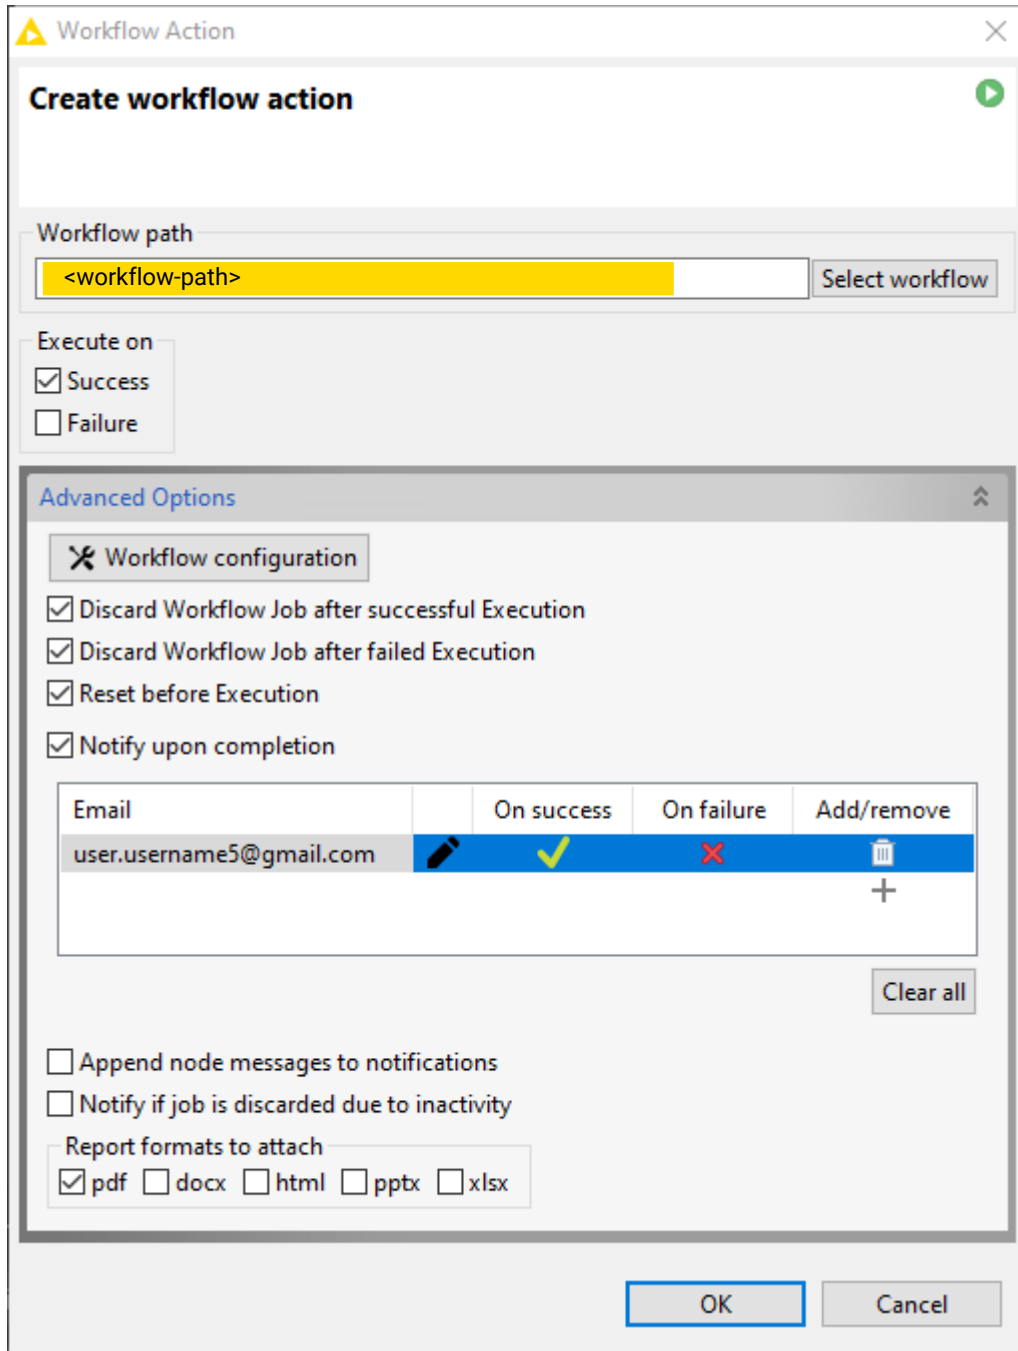 Workflow Action
Create workflow action
Workflow path
<workflow-path> Select workflow
Execute on
Success
Failure
Advanced Options
Workflow configuration
Discard Workflow Job after successful Execution
Discard Workflow Job after failed Execution
Reset before Execution
Notify upon completion
Email On success On failure Add/remove
user.username5@gmail.com
Clear all
Append node messages to notifications
Notify if job is discarded due to inactivity
Report formats to attach
pdf docx html pptx xlsx
OK Cancel